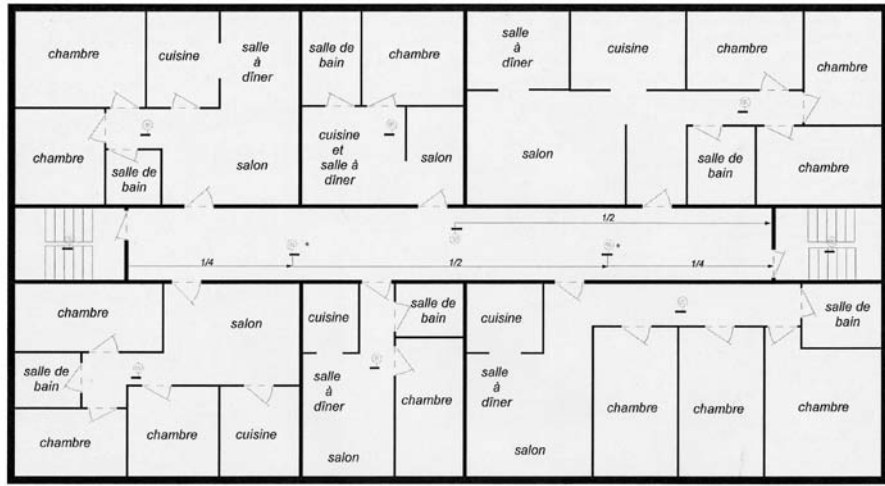 chambre
cuisine
salle
à
dîner
salle de
bain
chambre
salle
à
dîner
cuisine
chambre
chambre
chambre
salle de
bain
salon
cuisine
et
salle à
dîner
salon
salon
salle de
bain
chambre
1/2
1/4
1/2
1/4
chambre
salon
salle de
bain
chambre
chambre
cuisine
cuisine
salle de
bain
salle
à
dîner
chambre
salon
cuisine
salle
à
dîner
salon
chambre
chambre
salle de
bain
chambre